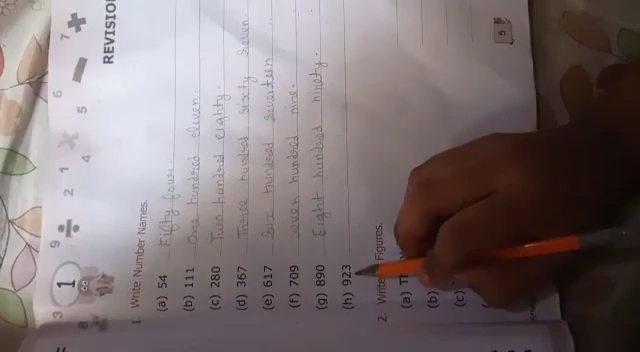 REVISION
1
1. Write Number Names.
(a) 54 Fifty four
(b) 111 One hundred eleven.
(c) 280 Two hundred eighty.
(d) 367 Three hundred sixty seven
(e) 617 Six hundred seventeen
(f) 709 Seven hundred nine.
(g) 890 Eight hundred ninety.
(h) 923
2. Write Figures.
(a)
(b)
(c)
5